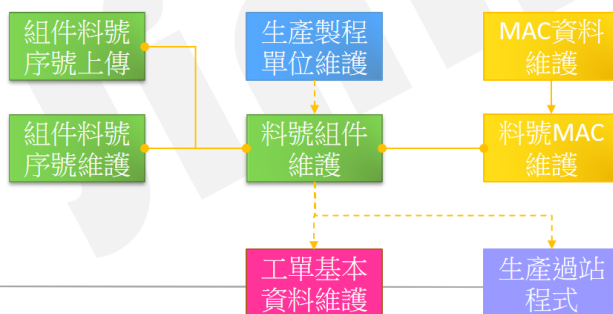 組件料號
序號上傳
生產製程
單位維護
MAC資料
維護
組件料號
序號維護
料號組件
維護
料號MAC
維護
工單基本
資料維護
生產過站
程式